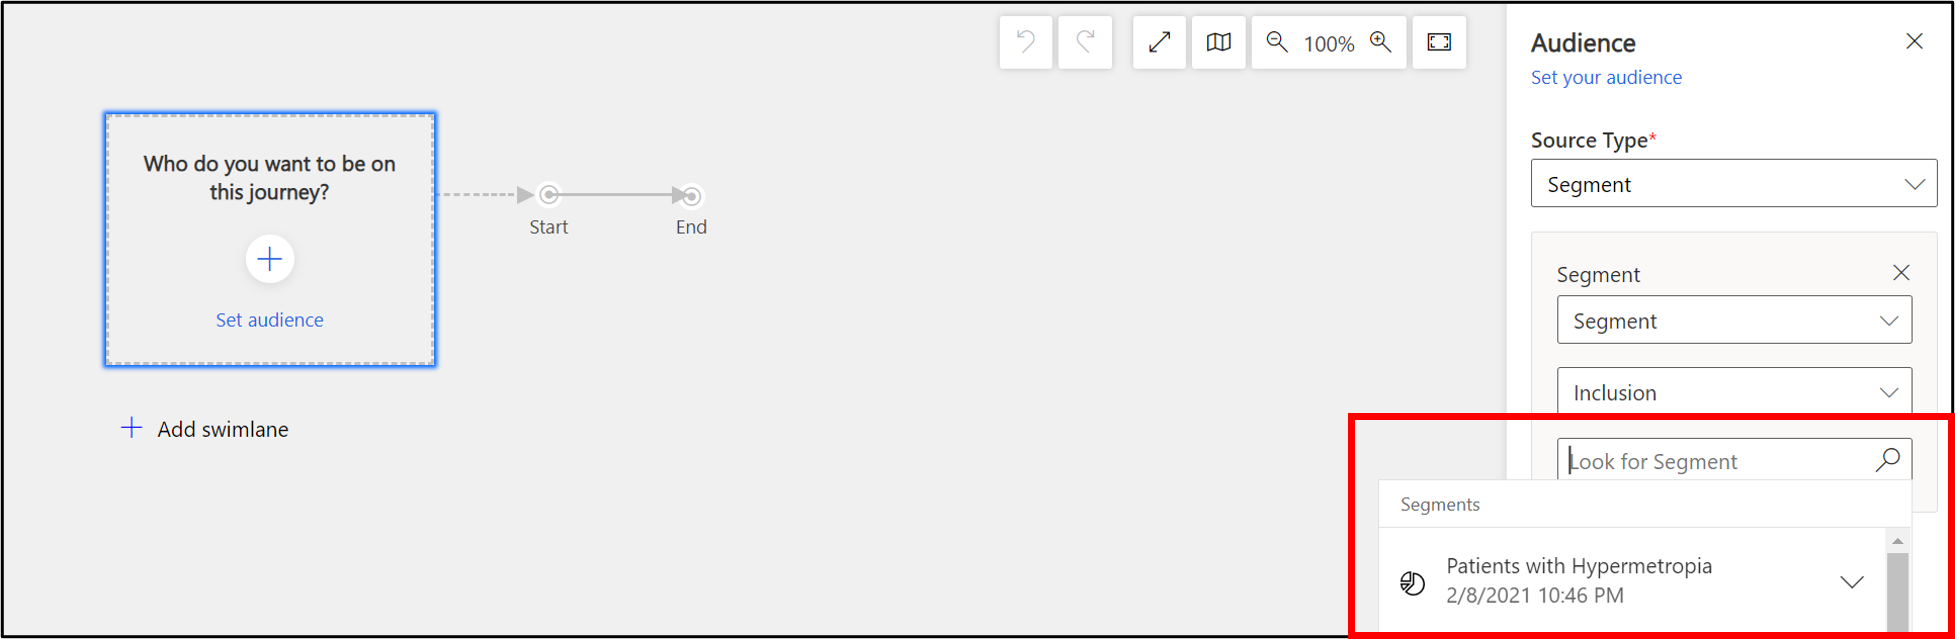 100%
Who do you want to be on
this journey?
Set audience
Start
End
Add swimlane
Audience
Set your audience
Source Type*
Segment
Segment
Segment
Inclusion
Look for Segment
Segments
Patients with Hypermetropia
2/8/2021 10:46 PM